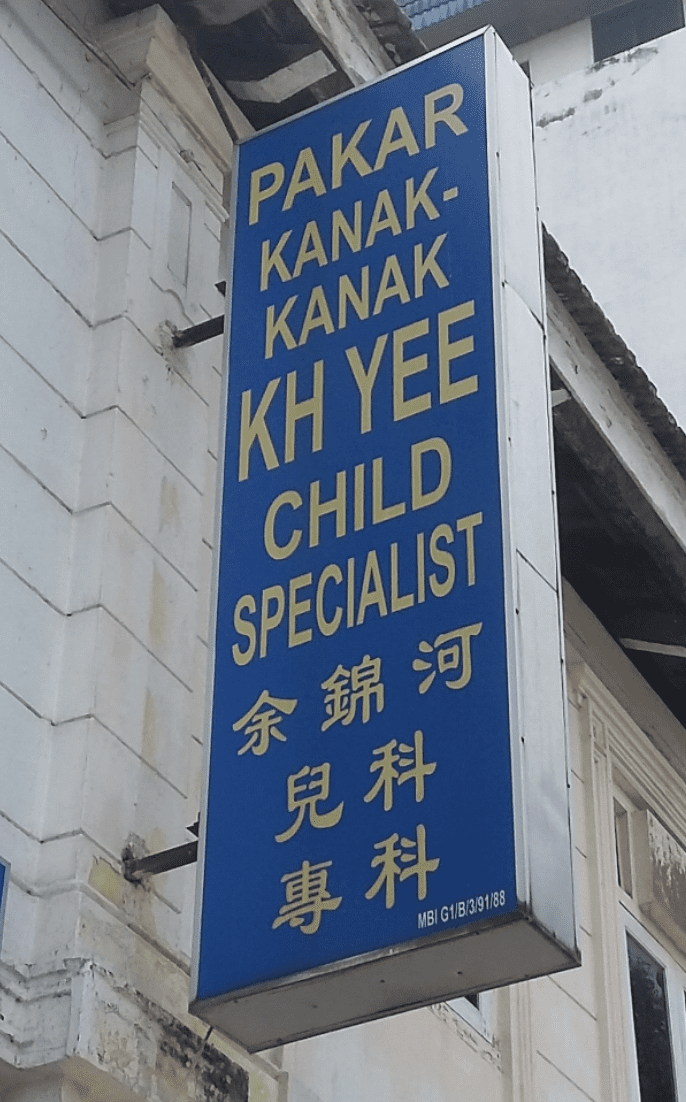 PAKAR
KANAK-
KANAK
KH YEE
CHILD
SPECIALIST
余錦河
兒科
專科
MBI G1/B/3/91/88